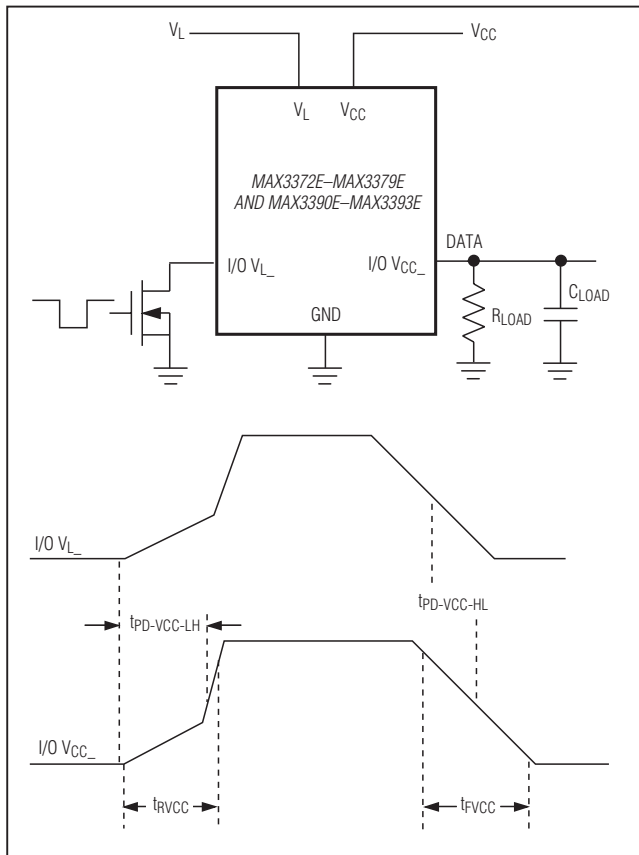 VL VCC
VL VCC
MAX3372E–MAX3379E
AND MAX3390E–MAX3393E
DATA
I/O VL_ I/O VCC_
CLOAD
RLOAD
GND
I/O VL_
tPD-VCC-LH
tPD-VCC-HL
I/O VCC_
tRVCC tFVCC